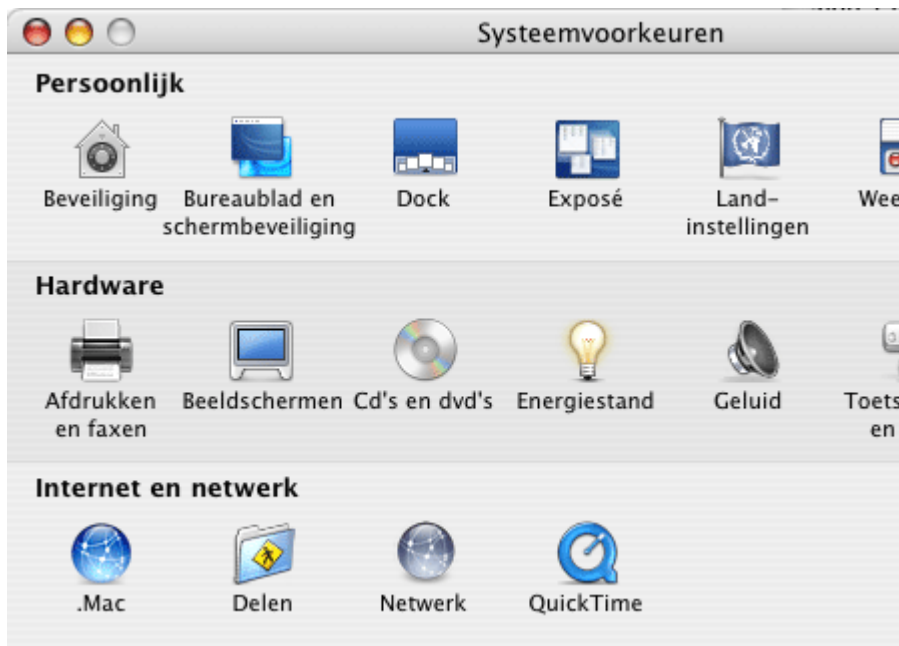 Systeemvoorkeuren
Persoonlijk
Beveiliging
Bureaublad en
schermbeveiliging
Dock
Exposé
Land-
instellingen
Hardware
Afdrukken
en faxen
Beeldschermen
Cd's en dvd's
Energiestand
Geluid
en
Internet en netwerk
.Mac
Delen
Netwerk
QuickTime